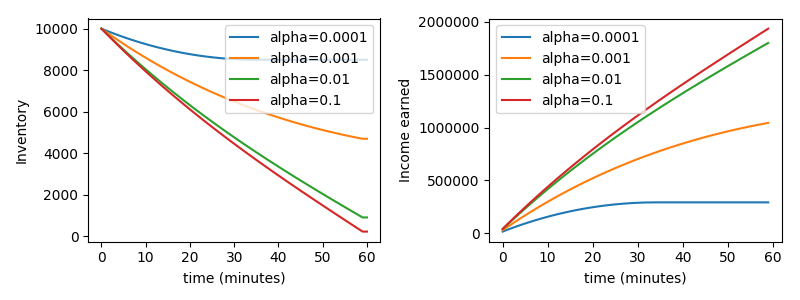 10000
8000
6000
4000
2000
0
Inventory
0 10 20 30 40 50 60
time (minutes)
alpha=0.0001
alpha=0.001
alpha=0.01
alpha=0.1
2000000
1500000
1000000
500000
0
Income earned
0 10 20 30 40 50 60
time (minutes)
alpha=0.0001
alpha=0.001
alpha=0.01
alpha=0.1